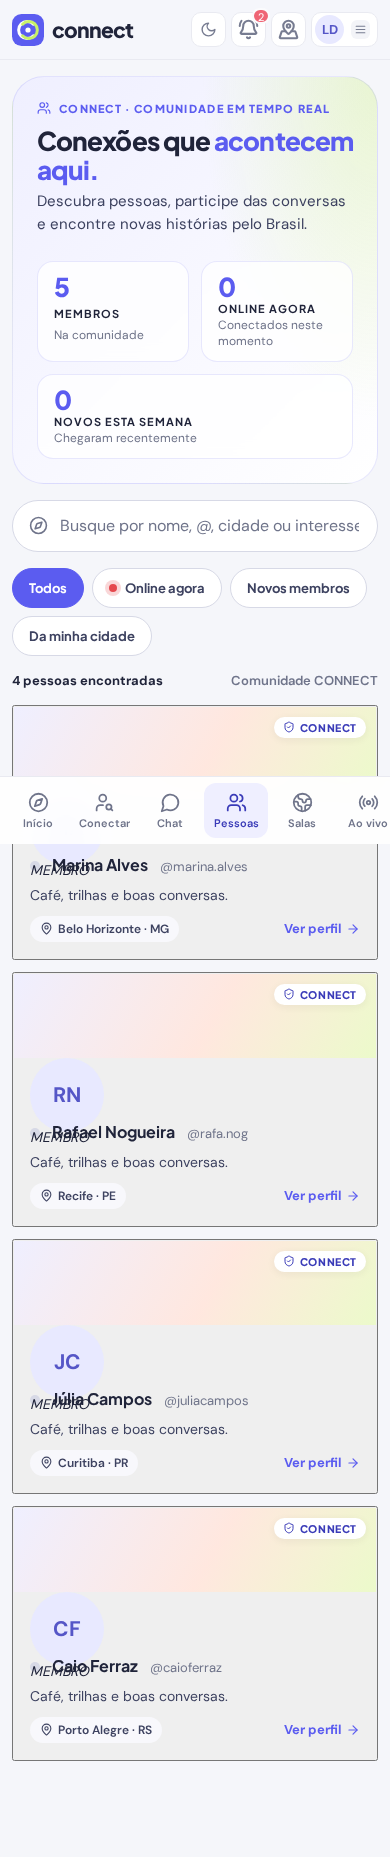 connect
2
LD
CONNECT · COMUNIDADE EM TEMPO REAL
Conexões que acontecem
aqui.
Descubra pessoas, participe das conversas
e encontre novas histórias pelo Brasil.
5
MEMBROS
Na comunidade
0
ONLINE AGORA
Conectados neste
momento
0
NOVOS ESTA SEMANA
Chegaram recentemente
Busque por nome, @, cidade ou interesse
Todos
Online agora
Novos membros
Da minha cidade
4 pessoas encontradas
Comunidade CONNECT
CONNECT
Início
Conectar
Chat
Pessoas
Salas
Ao vivo
Marina Alves @marina.alves
MEMBRO
Café, trilhas e boas conversas.
Belo Horizonte · MG
Ver perfil →
CONNECT
RN
Rafael Nogueira @rafa.nog
MEMBRO
Café, trilhas e boas conversas.
Recife · PE
Ver perfil →
CONNECT
JC
Júlia Campos @juliacampos
MEMBRO
Café, trilhas e boas conversas.
Curitiba · PR
Ver perfil →
CONNECT
CF
Caio Ferraz @caioferraz
MEMBRO
Café, trilhas e boas conversas.
Porto Alegre · RS
Ver perfil →